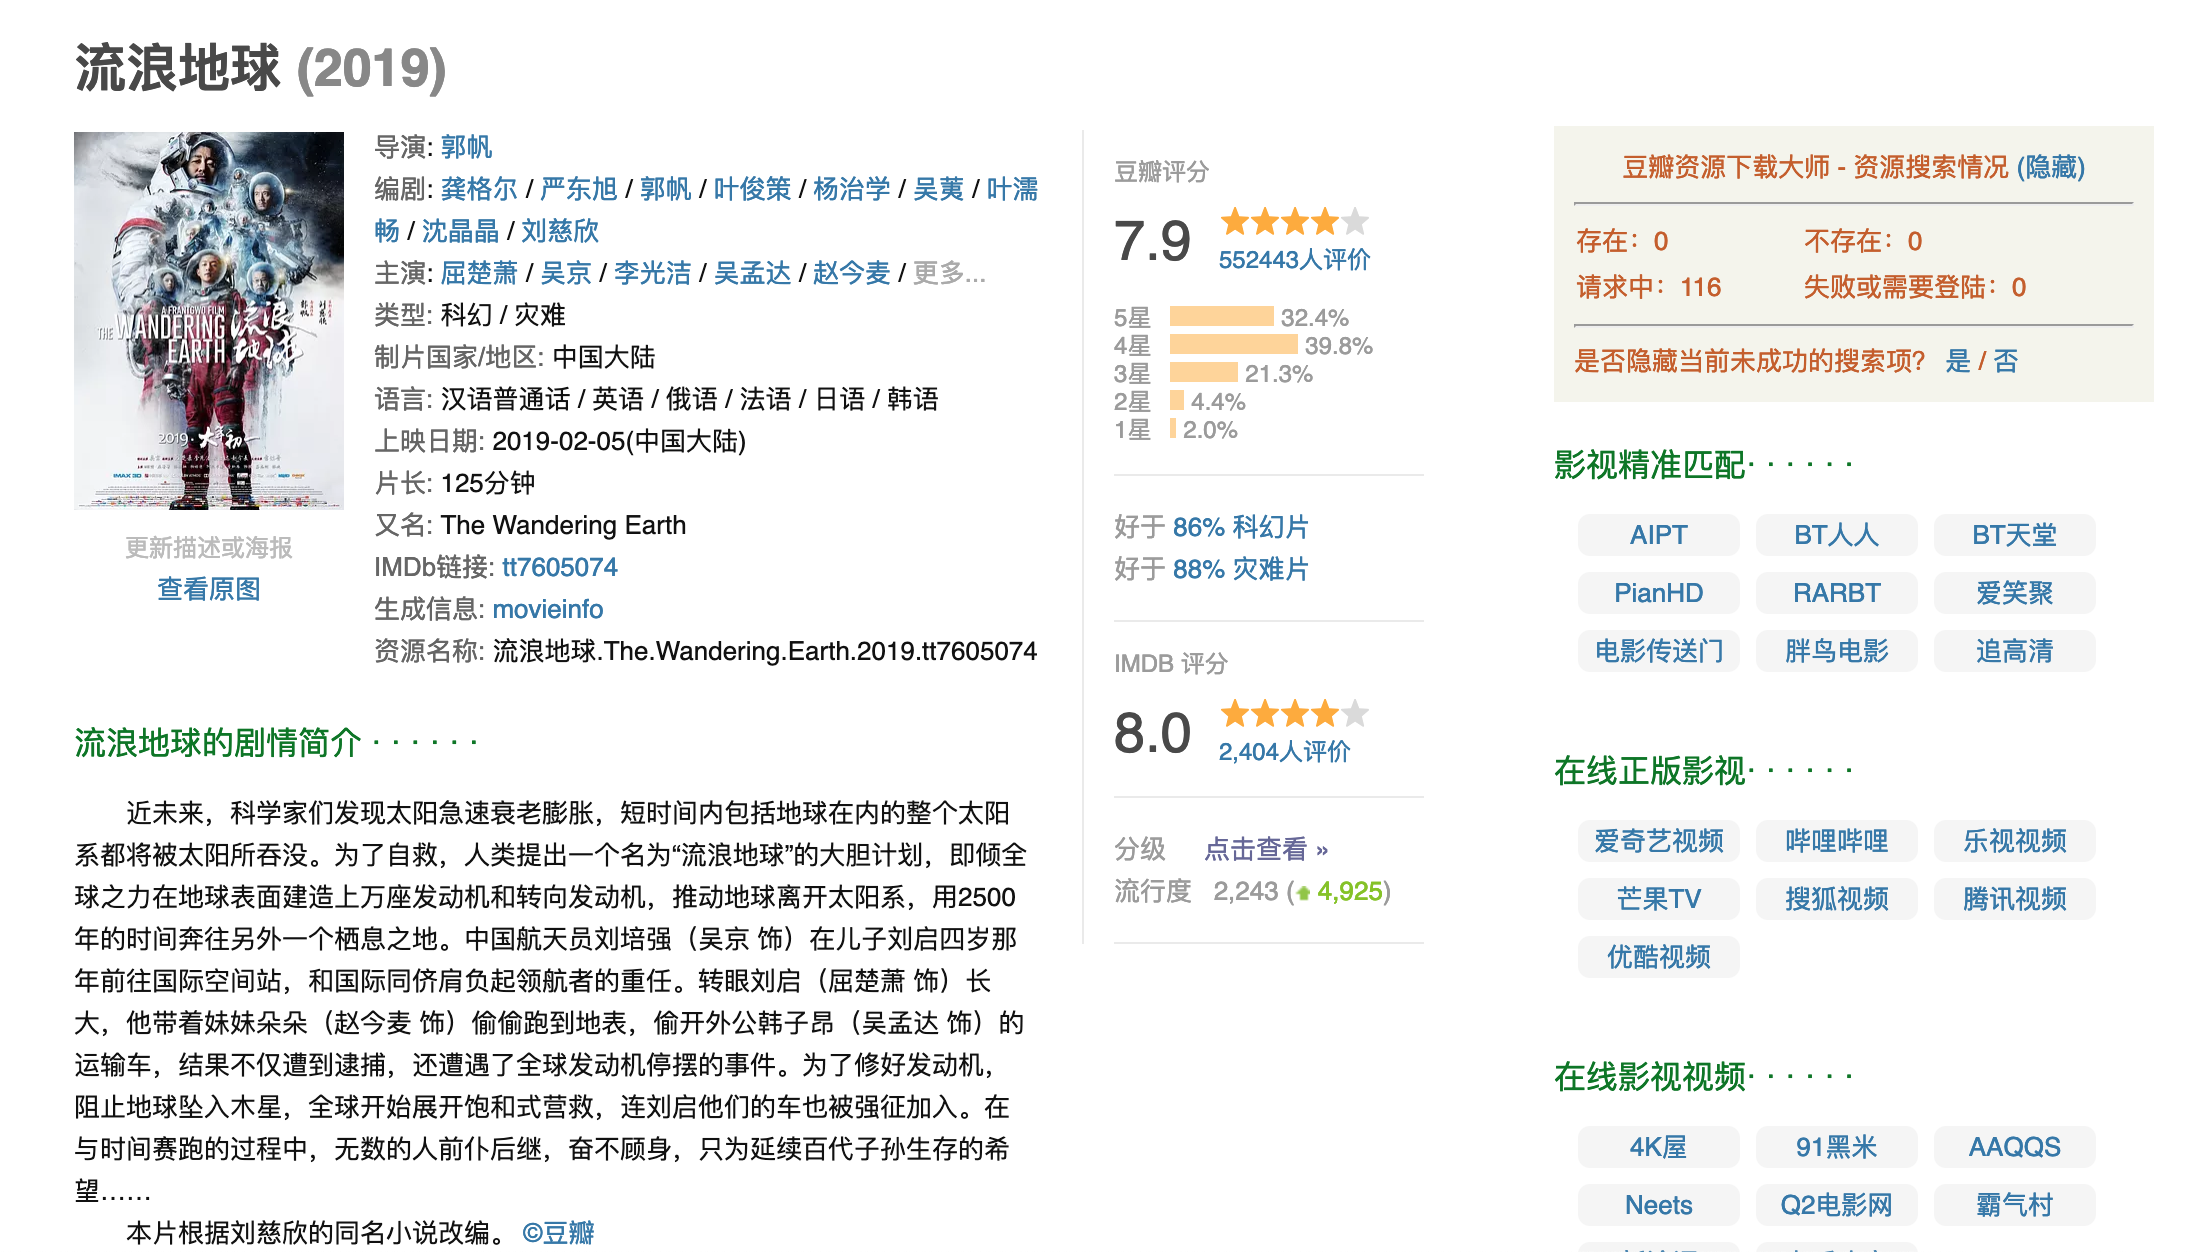 流浪地球 (2019)
A FRANT GWO FILM
THE WANDERING
EARTH
流浪
地球
2019·大年初一
IMAX 3D
更新描述或海报
查看原图
导演: 郭帆
编剧: 龚格尔 / 严东旭 / 郭帆 / 叶俊策 / 杨治学 / 吴荑 / 叶濡
畅 / 沈晶晶 / 刘慈欣
主演: 屈楚萧 / 吴京 / 李光洁 / 吴孟达 / 赵今麦 / 更多...
类型: 科幻 / 灾难
制片国家/地区: 中国大陆
语言: 汉语普通话 / 英语 / 俄语 / 法语 / 日语 / 韩语
上映日期: 2019-02-05(中国大陆)
片长: 125分钟
又名: The Wandering Earth
IMDb链接: tt7605074
生成信息: movieinfo
资源名称: 流浪地球.The.Wandering.Earth.2019.tt7605074
豆瓣评分
7.9
552443人评价
5星 32.4%
4星 39.8%
3星 21.3%
2星 4.4%
1星 2.0%
好于 86% 科幻片
好于 88% 灾难片
IMDB 评分
8.0
2,404人评价
分级 点击查看 »
流行度 2,243 (4,925)
流浪地球的剧情简介 · · · · · ·
近未来，科学家们发现太阳急速衰老膨胀，短时间内包括地球在内的整个太阳
系都将被太阳所吞没。为了自救，人类提出一个名为“流浪地球”的大胆计划，即倾全
球之力在地球表面建造上万座发动机和转向发动机，推动地球离开太阳系，用2500
年的时间奔往另外一个栖息之地。中国航天员刘培强（吴京 饰）在儿子刘启四岁那
年前往国际空间站，和国际同侪肩负起领航者的重任。转眼刘启（屈楚萧 饰）长
大，他带着妹妹朵朵（赵今麦 饰）偷偷跑到地表，偷开外公韩子昂（吴孟达 饰）的
运输车，结果不仅遭到逮捕，还遭遇了全球发动机停摆的事件。为了修好发动机，
阻止地球坠入木星，全球开始展开饱和式营救，连刘启他们的车也被强征加入。在
与时间赛跑的过程中，无数的人前仆后继，奋不顾身，只为延续百代子孙生存的希
望……
本片根据刘慈欣的同名小说改编。 ©豆瓣
豆瓣资源下载大师 - 资源搜索情况 (隐藏)
存在：0 不存在：0
请求中：116 失败或需要登陆：0
是否隐藏当前未成功的搜索项? 是 / 否
影视精准匹配· · · · · ·
AIPT BT人人 BT天堂
PianHD RARBT 爱笑聚
电影传送门 胖鸟电影 追高清
在线正版影视· · · · · ·
爱奇艺视频 哔哩哔哩 乐视视频
芒果TV 搜狐视频 腾讯视频
优酷视频
在线影视视频· · · · · ·
4K屋 91黑米 AAQQS
Neets Q2电影网 霸气村